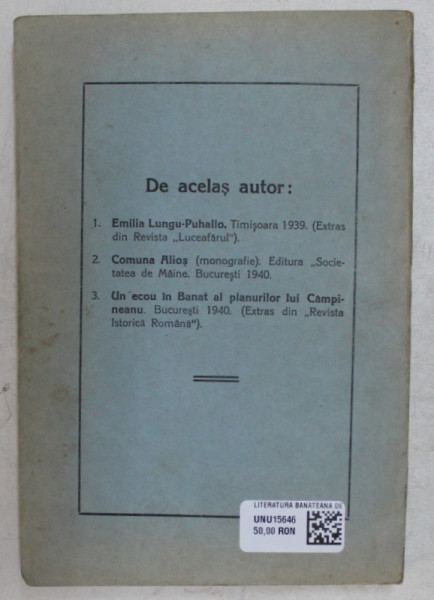 De acelaş autor:
1. Emilia Lungu-Puhallo. Timişoara 1939. (Extras
din Revista „Luceafărul").
2. Comuna Alioş (monografie). Editura „Socie-
tatea de Mâine. Bucureşti 1940.
3. Un ecou în Banat al planurilor lui Câmpi-
neanu. Bucureşti 1940. (Extras din „Revista
Istorică Română").
LITERATURA BANATEANA DE
UNU15646
50,00 RON